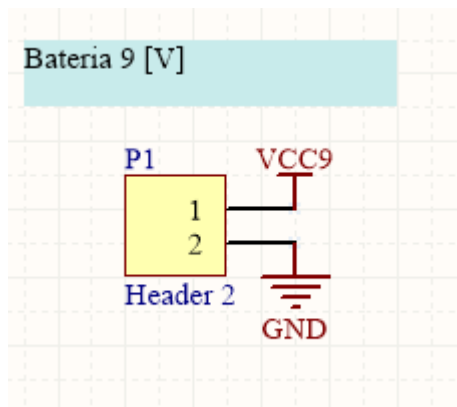 Bateria 9 [V]
P1
VCC9
1
2
Header 2
GND